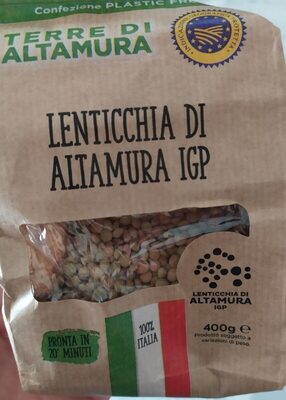 Confezione PLASTIC FRE
TERRE DI
ALTAMURA
LENTICCHIA DI
ALTAMURA IGP
LENTICCHIA DI
ALTAMURA
IGP
PRONTA IN
20' MINUTI
100%
ITALIA
400g e
prodotto soggetto a
variazioni di peso